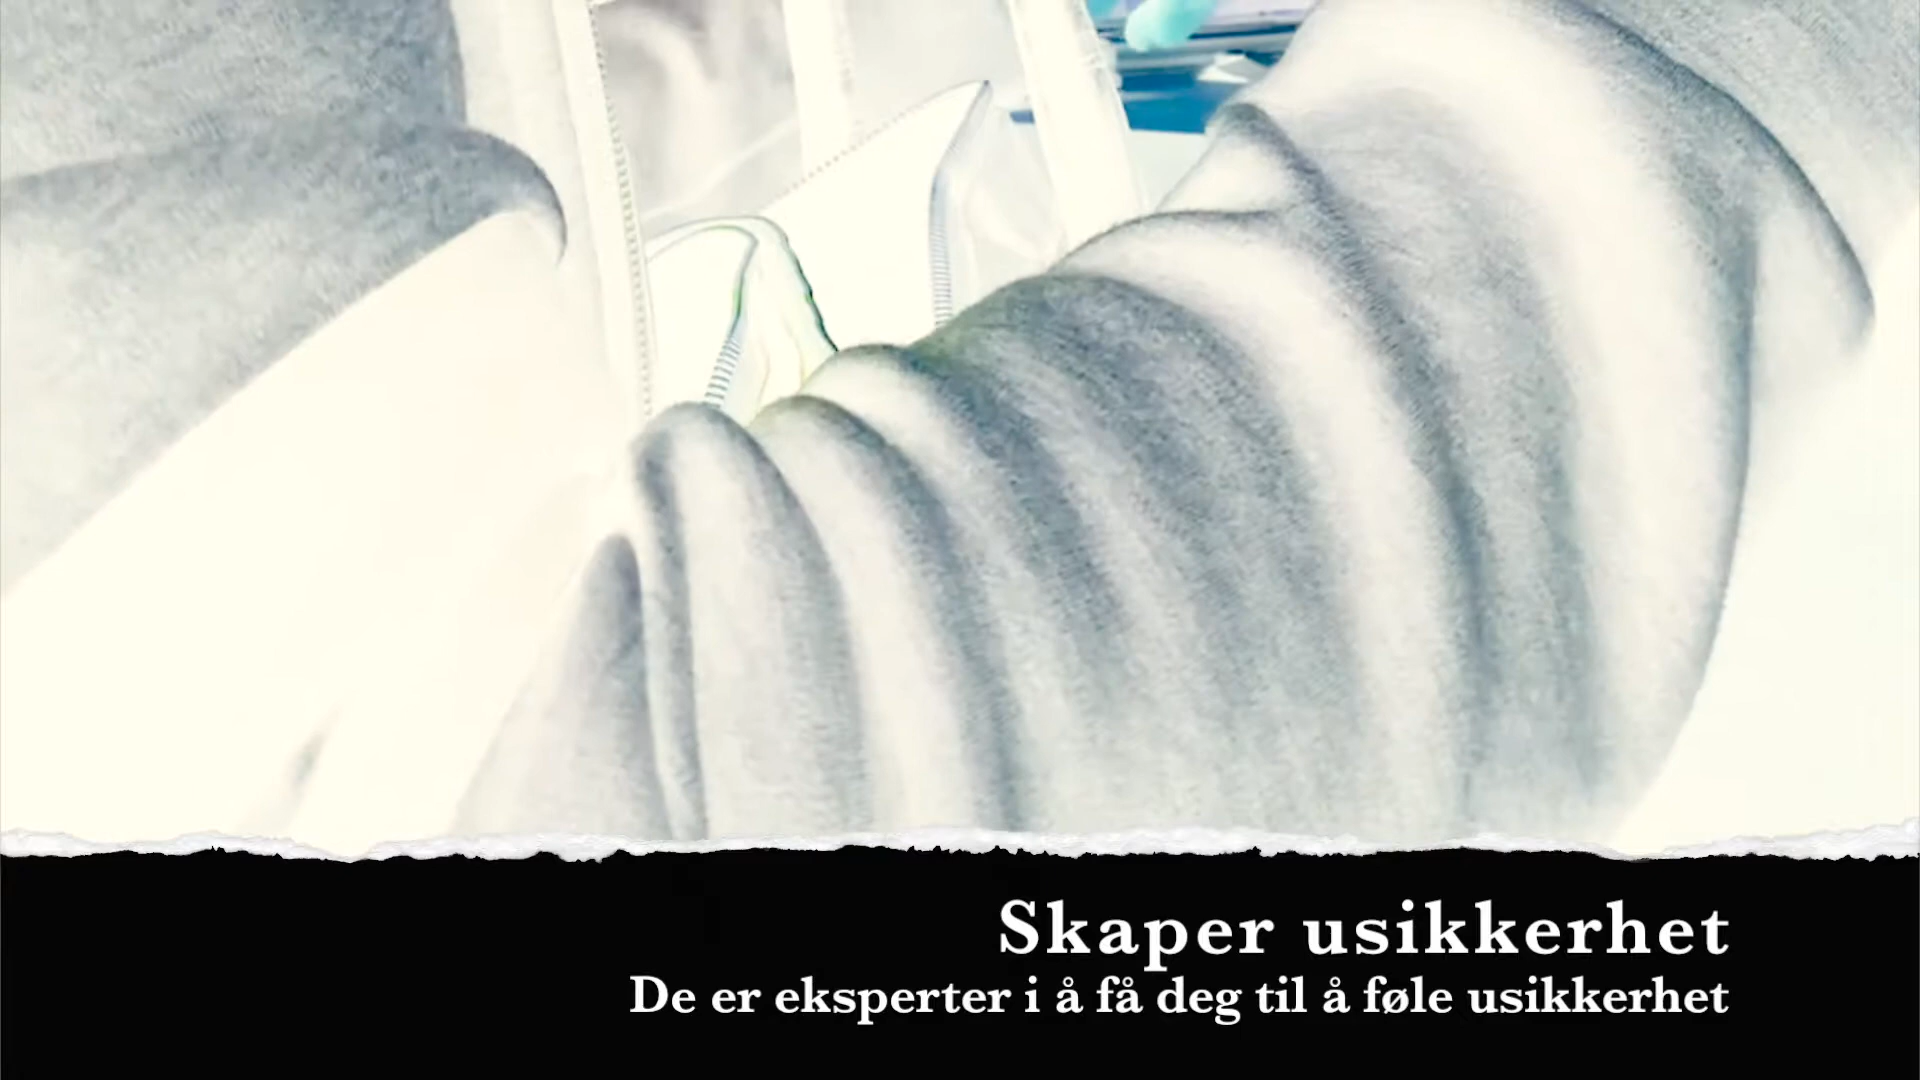 Skaper usikkerhet
De er eksperter i å få deg til å føle usikkerhet